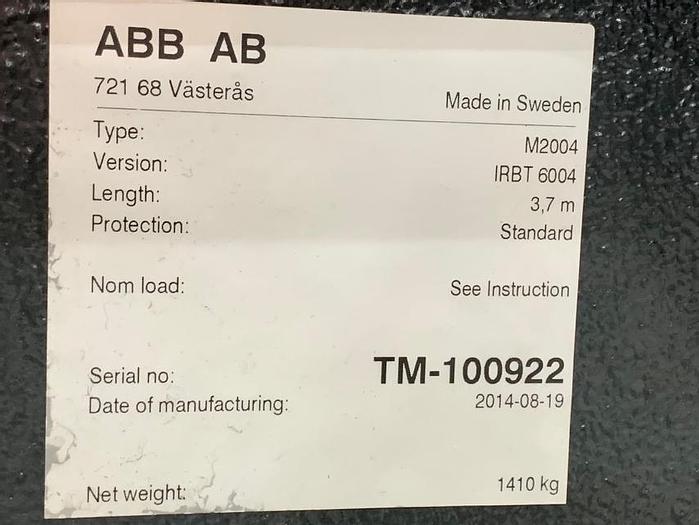 ABB AB
721 68 Västerås Made in Sweden
Type: M2004
Version: IRBT 6004
Length: 3,7 m
Protection: Standard
Nom load: See Instruction
Serial no: TM-100922
Date of manufacturing: 2014-08-19
Net weight: 1410 kg